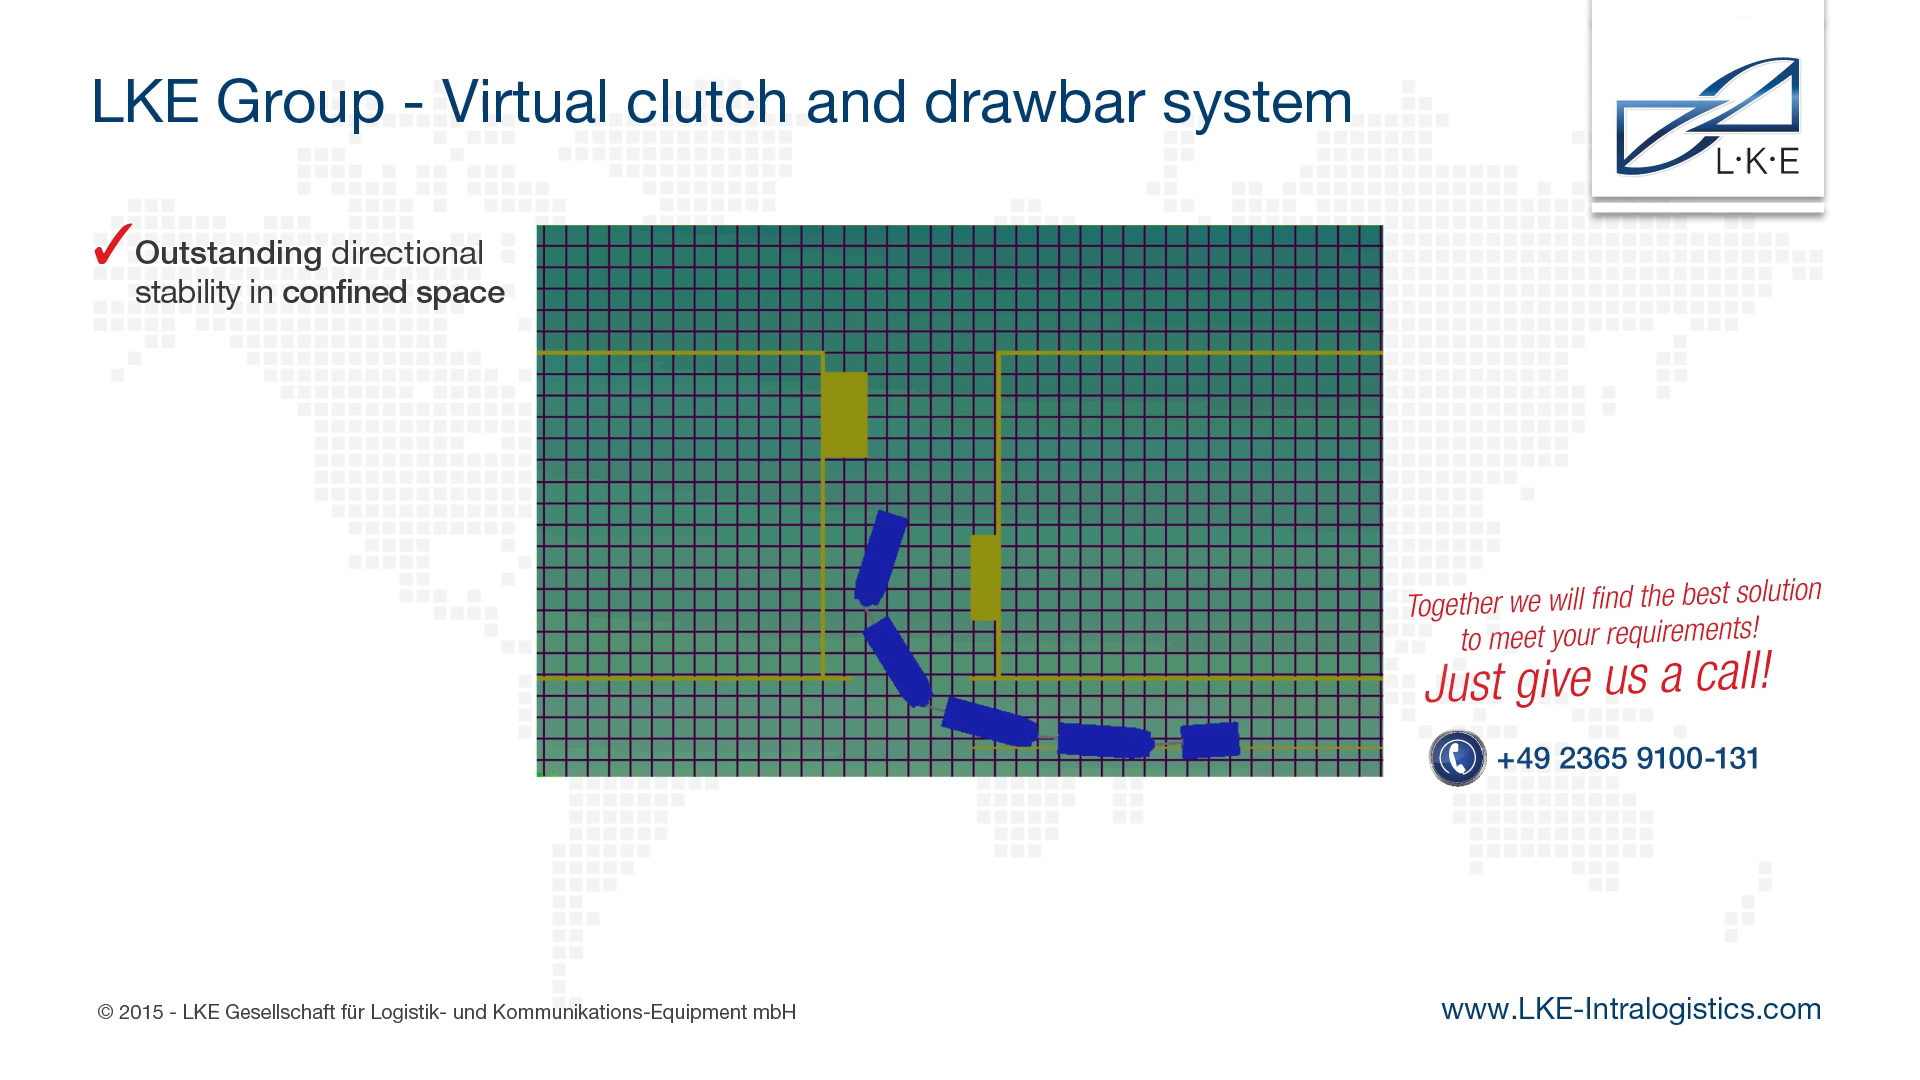 LKE Group - Virtual clutch and drawbar system
L·K·E
Outstanding directional
stability in confined space
Together we will find the best solution
to meet your requirements!
Just give us a call!
+49 2365 9100-131
© 2015 - LKE Gesellschaft für Logistik- und Kommunikations-Equipment mbH
www.LKE-Intralogistics.com